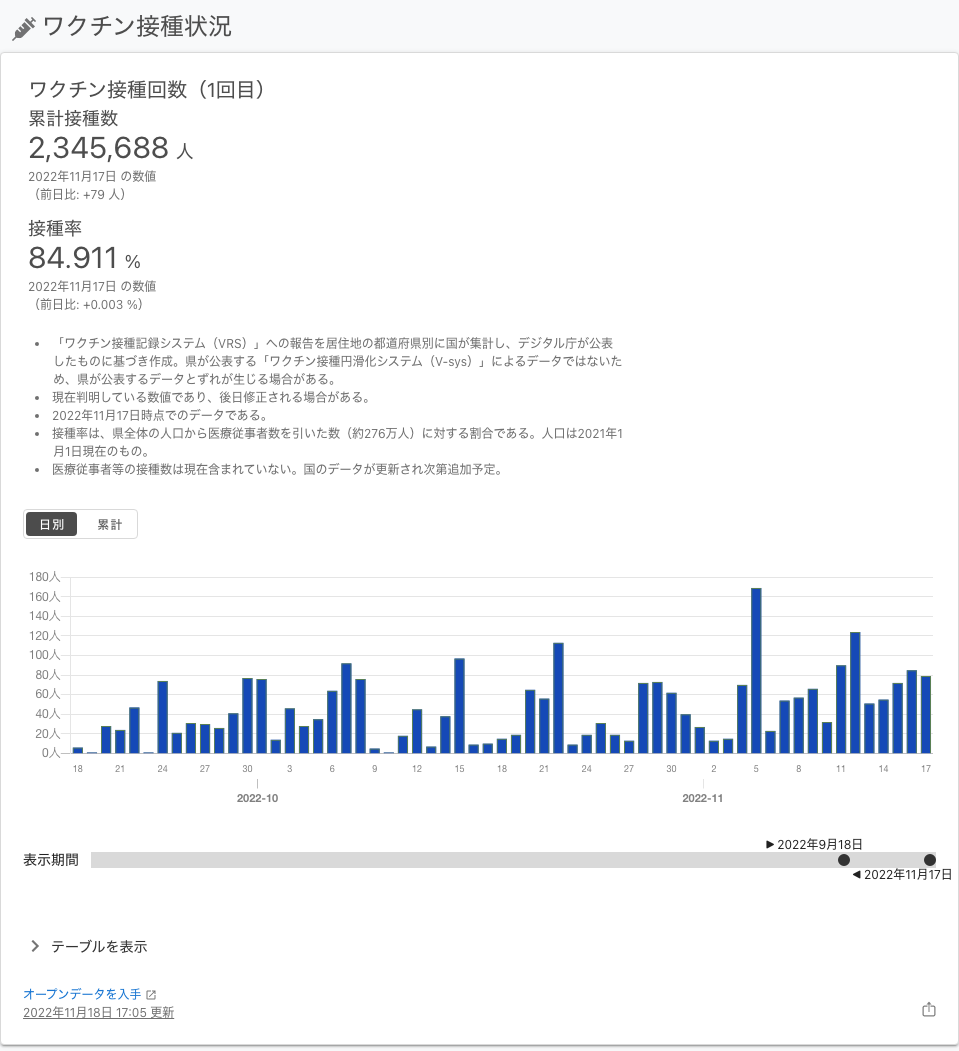 ワクチン接種状況
ワクチン接種回数（1回目）
累計接種数
2,345,688 人
2022年11月17日 の数値
（前日比: +79 人）
接種率
84.911 %
2022年11月17日 の数値
（前日比: +0.003 %）
• 「ワクチン接種記録システム（VRS）」への報告を居住地の都道府県別に国が集計し、デジタル庁が公表
したものに基づき作成。県が公表する「ワクチン接種円滑化システム（V-sys）」によるデータではないた
め、県が公表するデータとずれが生じる場合がある。
• 現在判明している数値であり、後日修正される場合がある。
• 2022年11月17日時点でのデータである。
• 接種率は、県全体の人口から医療従事者数を引いた数（約276万人）に対する割合である。人口は2021年1
月1日現在のもの。
• 医療従事者等の接種数は現在含まれていない。国のデータが更新され次第追加予定。
日別 累計
180人
160人
140人
120人
100人
80人
60人
40人
20人
0人
18 21 24 27 30 3 6 9 12 15 18 21 24 27 30 2 5 8 11 14 17
2022-10 2022-11
2022年9月18日
表示期間
2022年11月17日
テーブルを表示
オープンデータを入手
2022年11月18日 17:05 更新